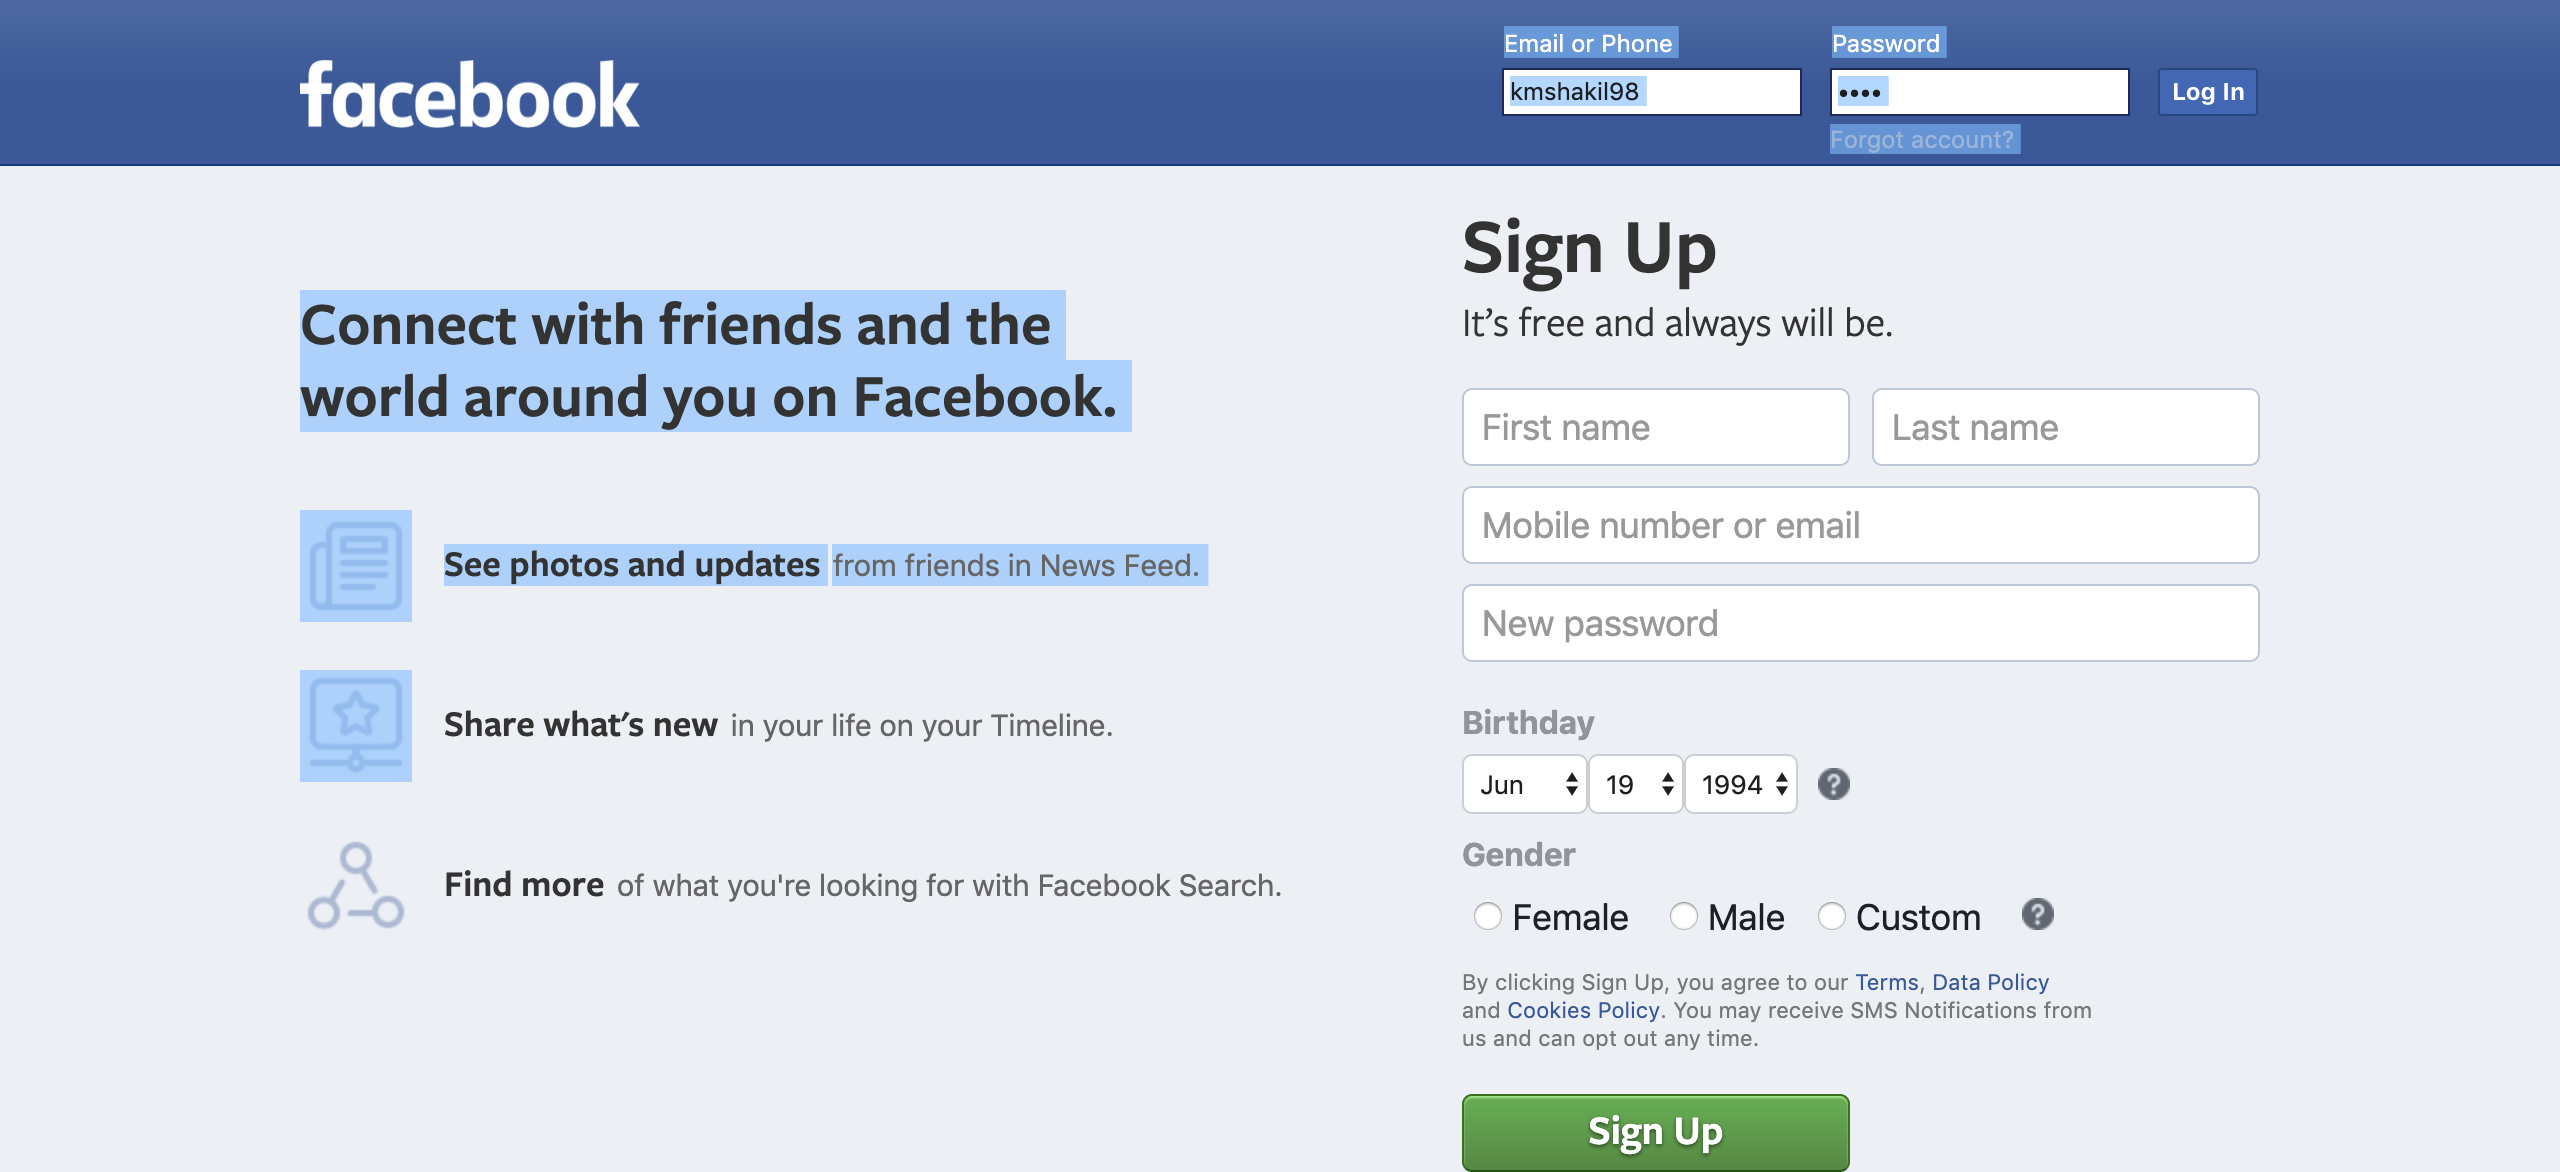 facebook
Email or Phone
Password
kmshakil98
••••
Log In
Forgot account?
Connect with friends and the
world around you on Facebook.
See photos and updates from friends in News Feed.
Share what's new in your life on your Timeline.
Find more of what you're looking for with Facebook Search.
Sign Up
It’s free and always will be.
First name
Last name
Mobile number or email
New password
Birthday
Jun 19 1994 ?
Gender
Female Male Custom ?
By clicking Sign Up, you agree to our Terms, Data Policy
and Cookies Policy. You may receive SMS Notifications from
us and can opt out any time.
Sign Up